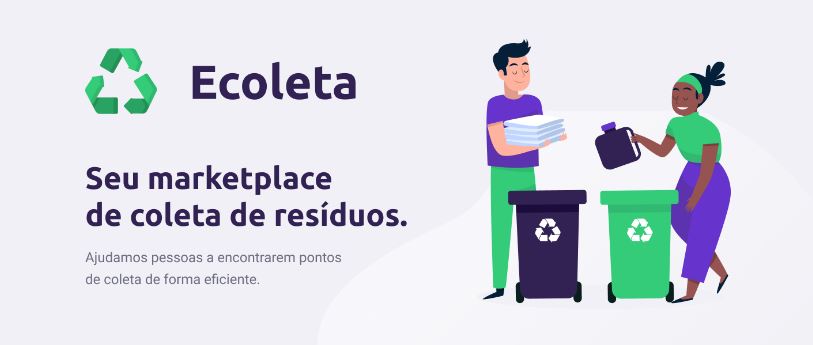 Ecoleta
Seu marketplace
de coleta de resíduos.
Ajudamos pessoas a encontrarem pontos
de coleta de forma eficiente.